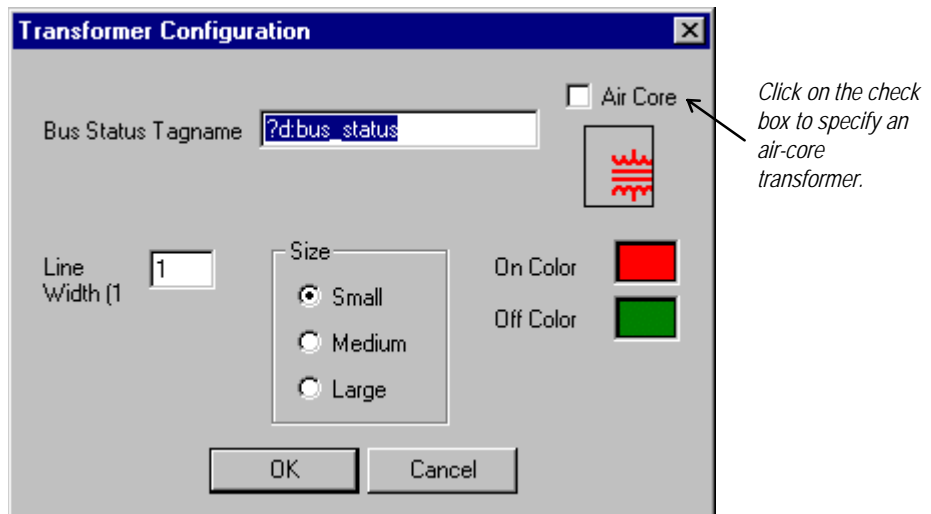 Transformer Configuration
Air Core
Bus Status Tagname
?d:bus_status
Click on the check
box to specify an
air-core
transformer.
Line
Width (1
1
Size
Small
Medium
Large
On Color
Off Color
OK
Cancel